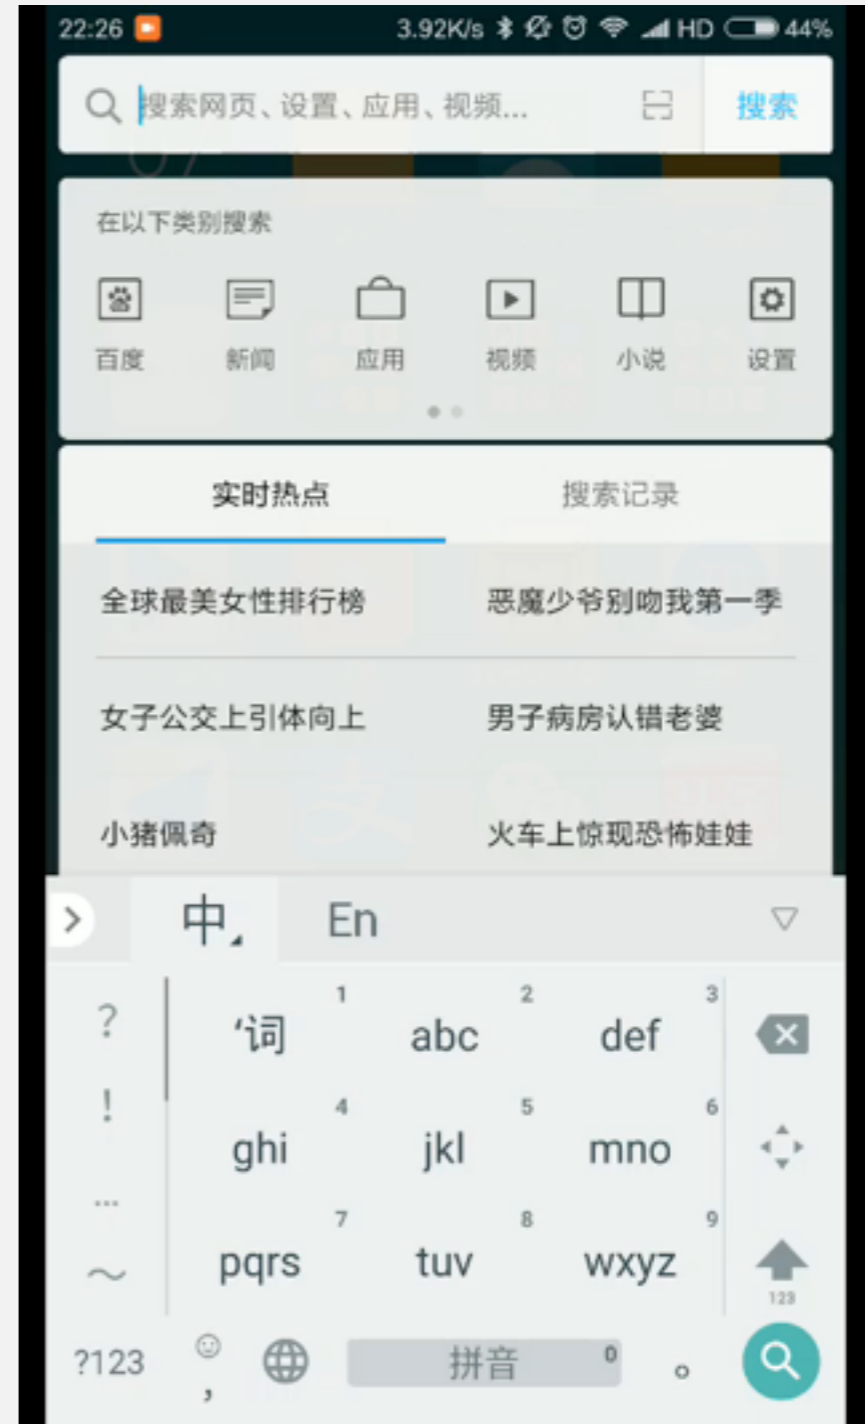 22:26 3.92K/s HD 44%
搜索网页、设置、应用、视频... 搜索
在以下类别搜索
百度 新闻 应用 视频 小说 设置
实时热点 搜索记录
全球最美女性排行榜 恶魔少爷别吻我第一季
女子公交上引体向上 男子病房认错老婆
小猪佩奇 火车上惊现恐怖娃娃
中 En
? 1 2 3
‘词 abc def
! 4 5 6
ghi jkl mno
... 7 8 9
～ pqrs tuv wxyz
123
?123 , 拼音 0 。